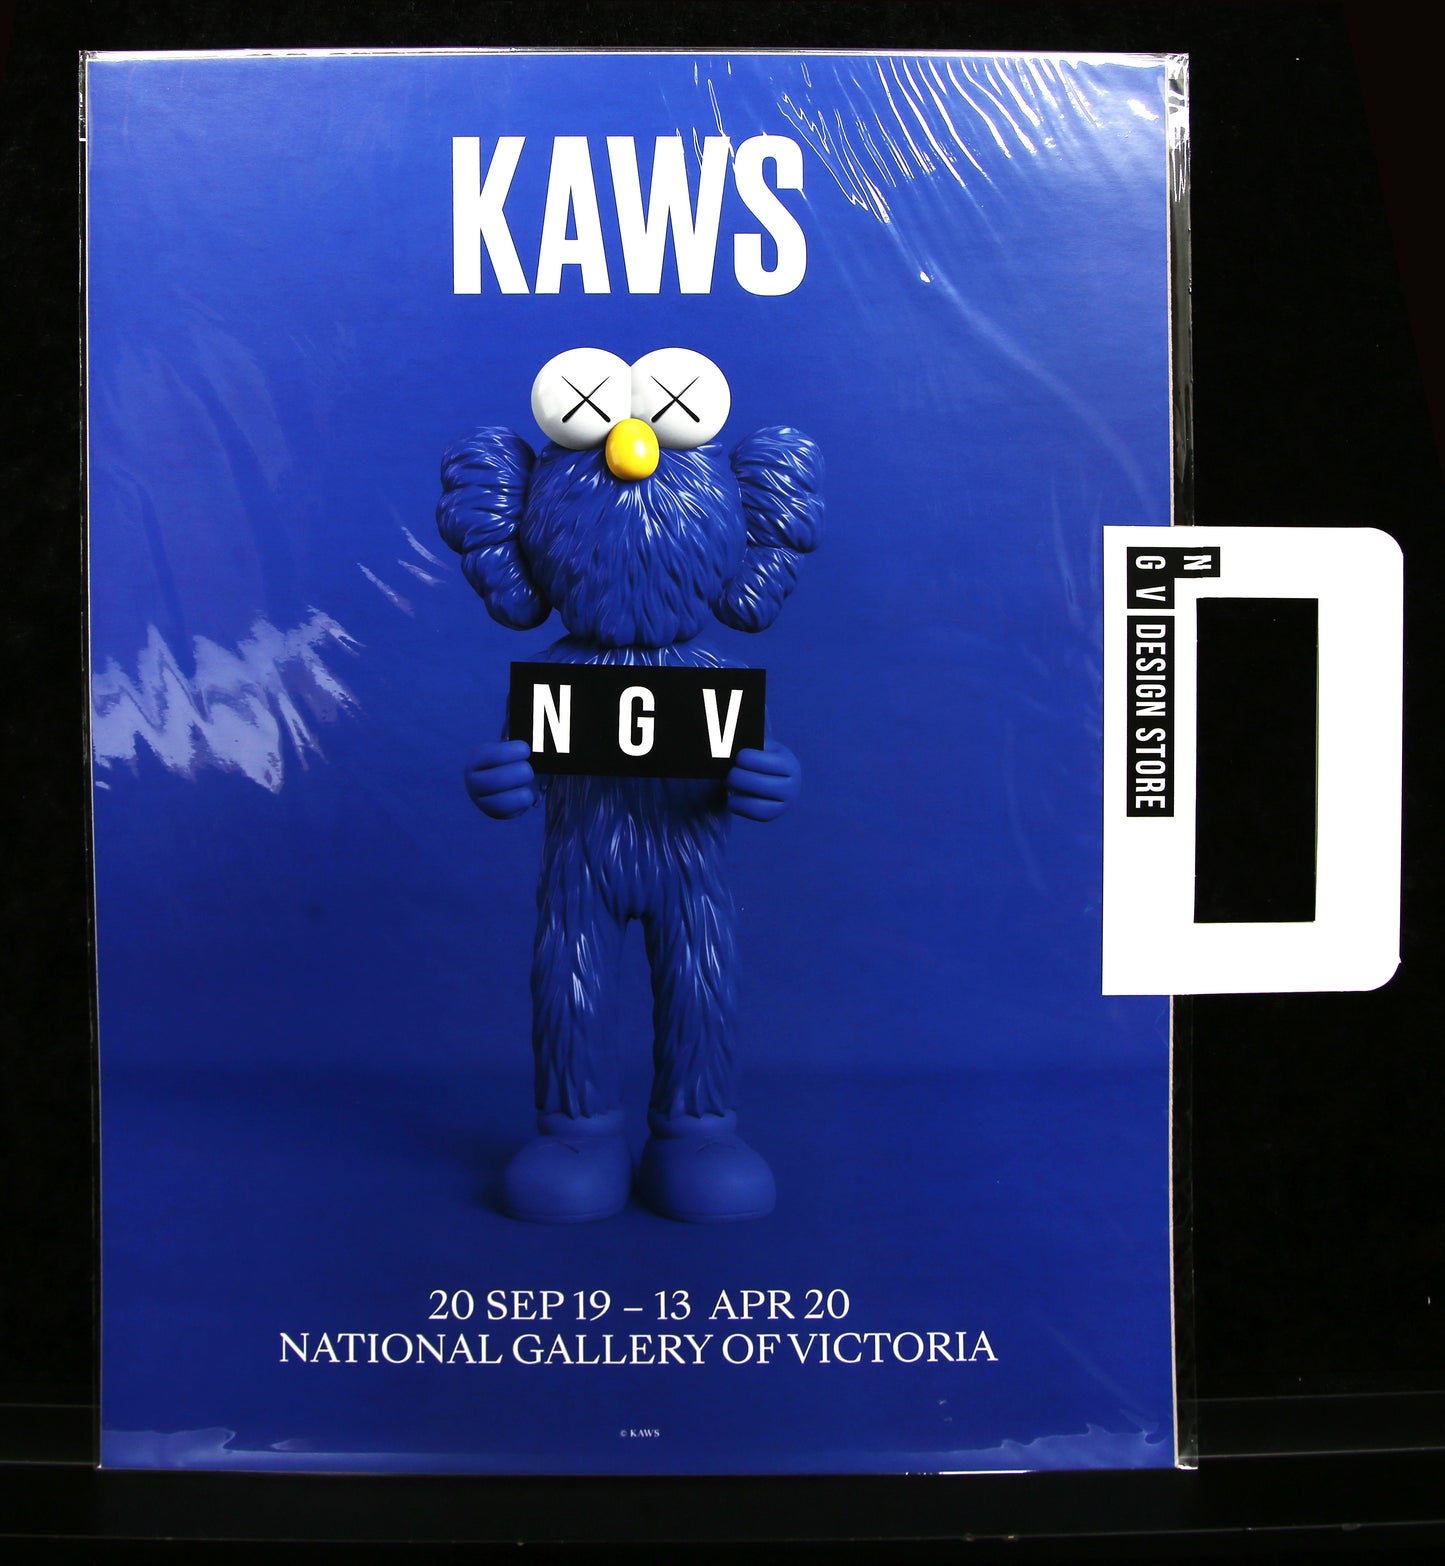 KAWS
N G V
20 SEP 19 – 13 APR 20
NATIONAL GALLERY OF VICTORIA
© KAWS
N
G V DESIGN STORE